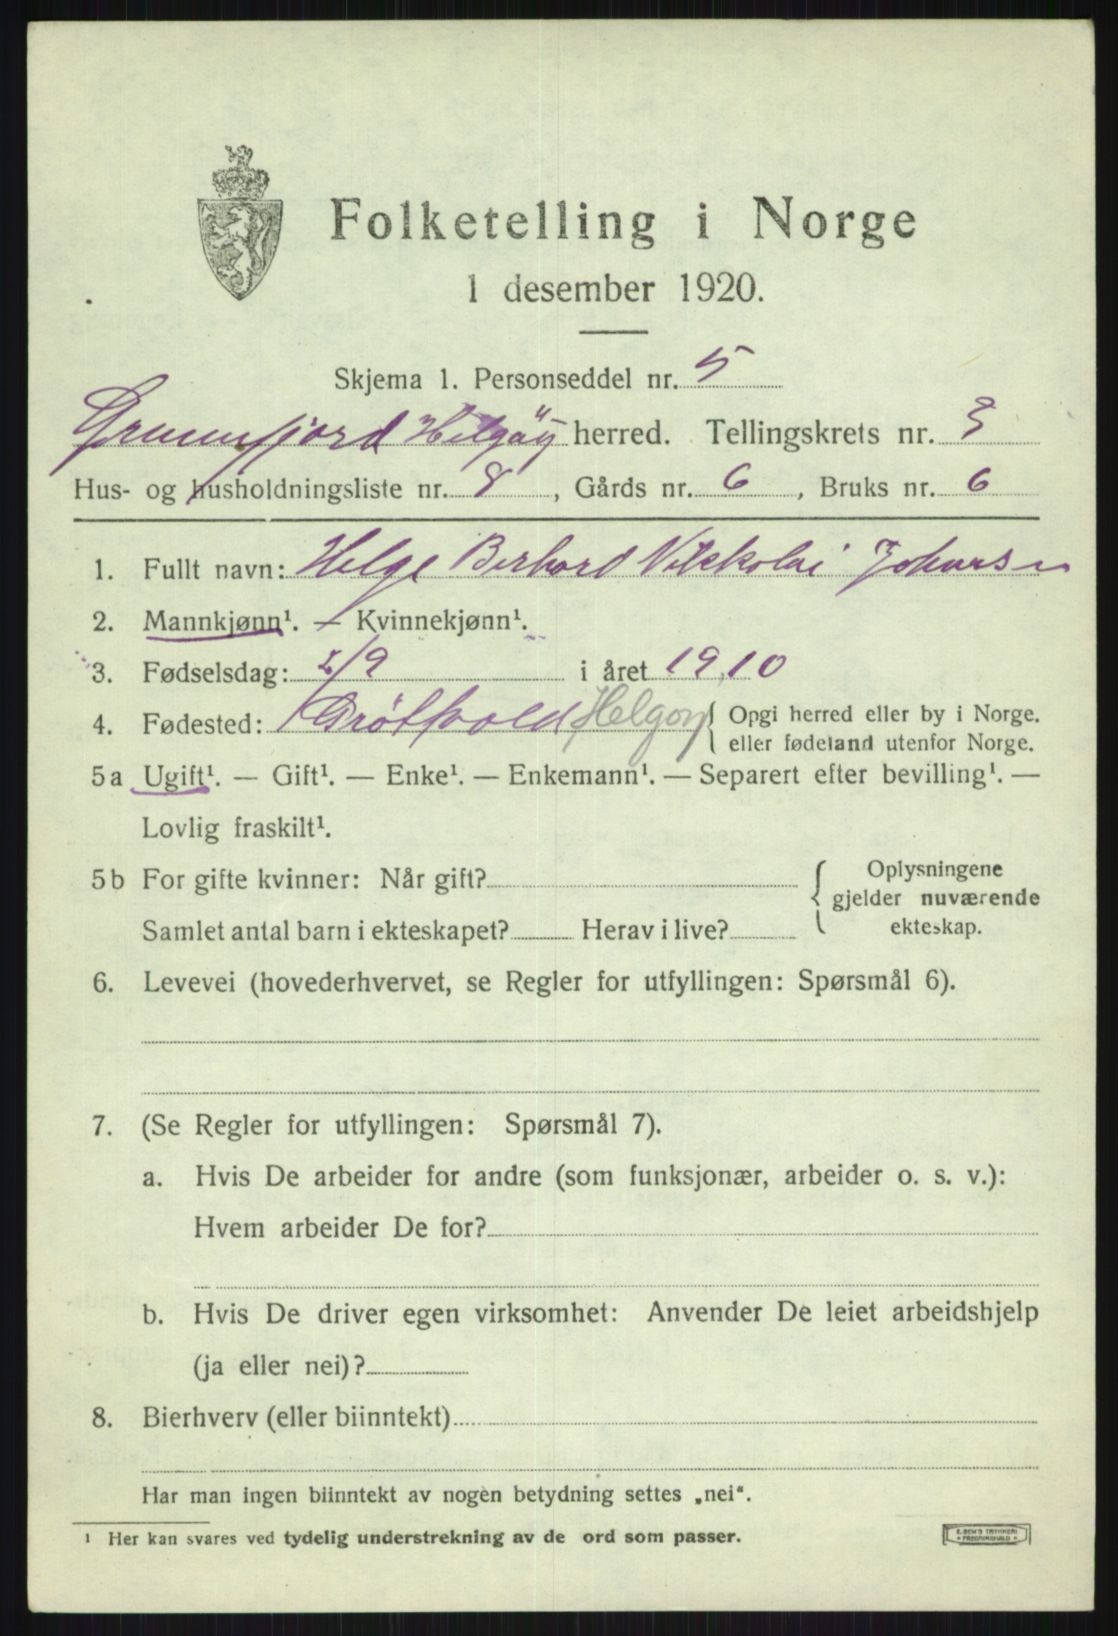 Folketelling i Norge
1 desember 1920.
Skjema 1. Personseddel nr. 5
Helgøy herred. Tellingskrets nr. 3
Hus- og husholdningsliste nr. 8, Gårds nr. 6, Bruks nr. 6
1. Fullt navn: Helge Berhard Nikkolai Johansen
2. Mannkjønn¹. — Kvinnekjønn¹.
3. Fødselsdag: /9 i året 1910
4. Fødested: Grøtfvold Helgøy { Opgi herred eller by i Norge.
eller fødeland utenfor Norge.
5a Ugift¹. — Gift¹. — Enke¹. — Enkemann¹. — Separert efter bevilling¹. —
Lovlig fraskilt¹.
5b For gifte kvinner: Når gift? { Oplysningene
gjelder nuværende
Samlet antal barn i ekteskapet? Herav i live? ekteskap.
6. Levevei (hovederhvervet, se Regler for utfyllingen: Spørsmål 6).
7. (Se Regler for utfyllingen: Spørsmål 7).
a. Hvis De arbeider for andre (som funksjonær, arbeider o. s. v.):
Hvem arbeider De for?
b. Hvis De driver egen virksomhet: Anvender De leiet arbeidshjelp
(ja eller nei)?
8. Bierhverv (eller biinntekt)
Har man ingen biinntekt av nogen betydning settes „nei".
¹ Her kan svares ved tydelig understrekning av de ord som passer.